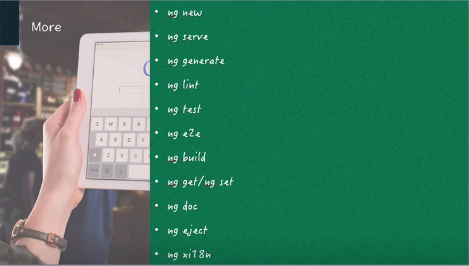 More
• ng new
• ng serve
• ng generate
• ng lint
• ng test
• ng e2e
• ng build
• ng get/ng set
• ng doc
• ng eject
• ng xi18n